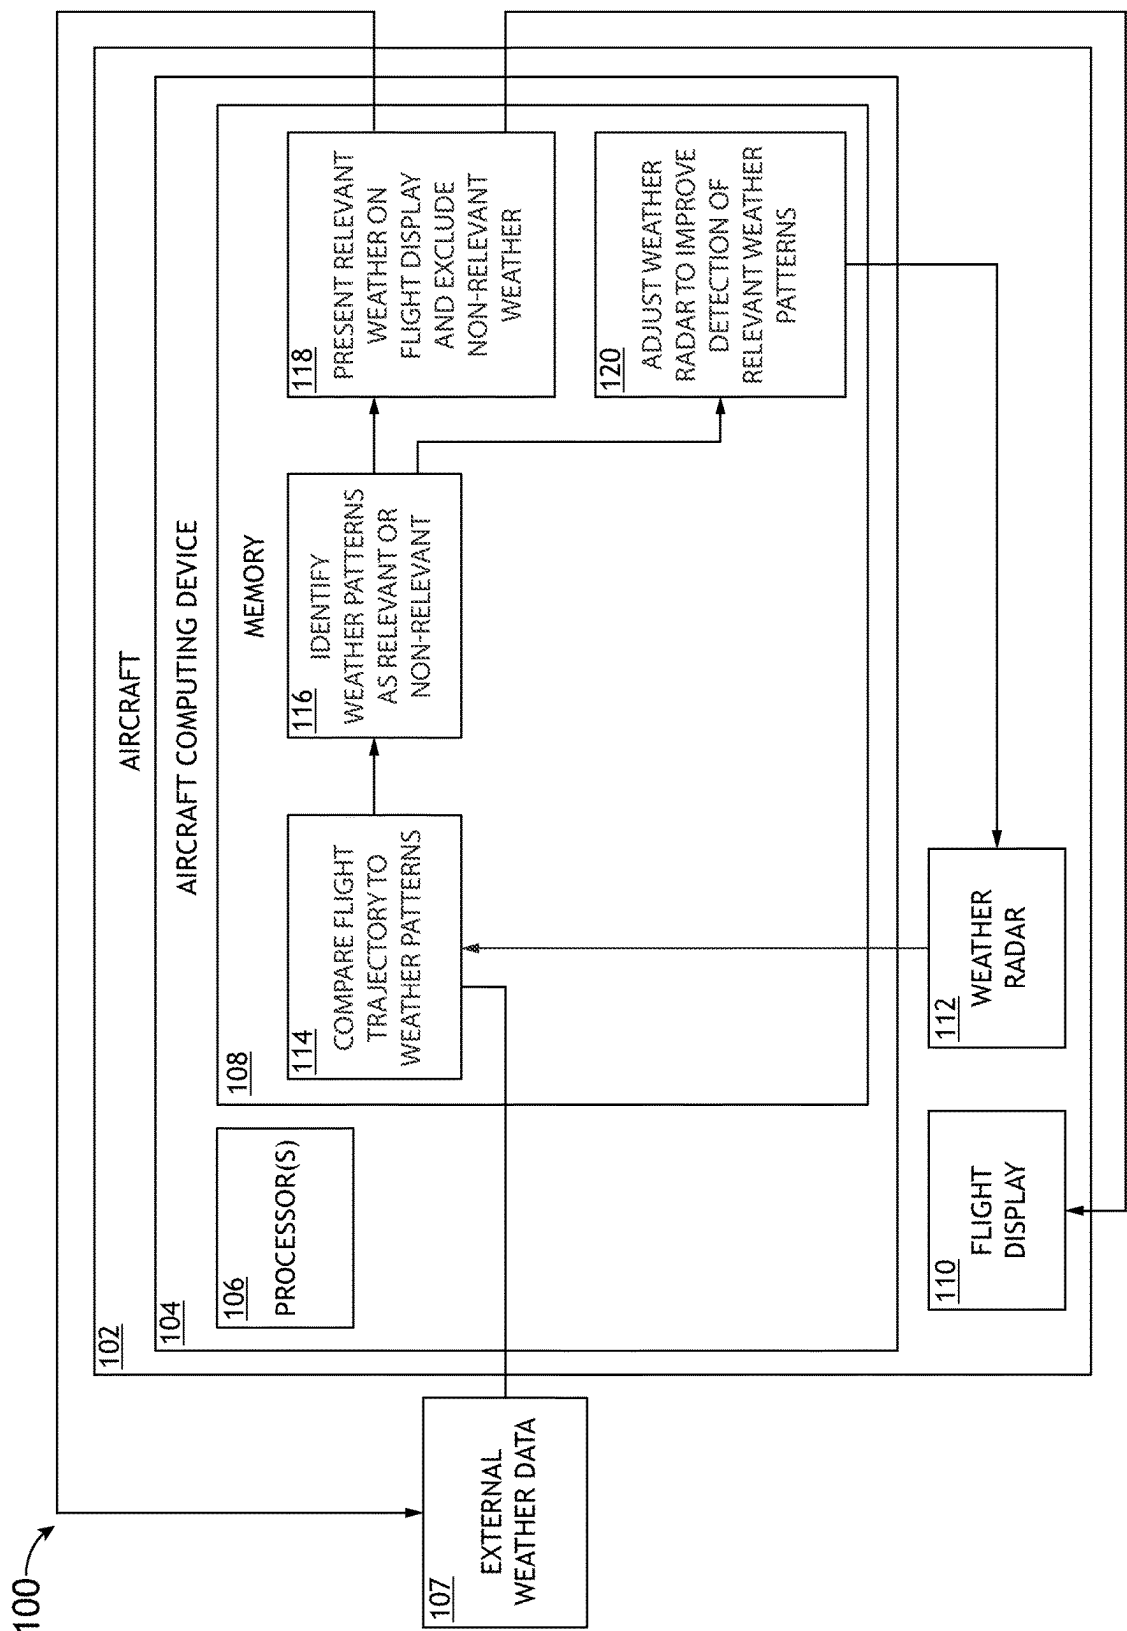 100
102
AIRCRAFT
104
AIRCRAFT COMPUTING DEVICE
106
PROCESSOR(S)
108
MEMORY
114
COMPARE FLIGHT
TRAJECTORY TO
WEATHER PATTERNS
116
IDENTIFY
WEATHER PATTERNS
AS RELEVANT OR
NON-RELEVANT
118
PRESENT RELEVANT
WEATHER ON
FLIGHT DISPLAY
AND EXCLUDE
NON-RELEVANT
WEATHER
120
ADJUST WEATHER
RADAR TO IMPROVE
DETECTION OF
RELEVANT WEATHER
PATTERNS
107
EXTERNAL
WEATHER DATA
110
FLIGHT
DISPLAY
112
WEATHER
RADAR